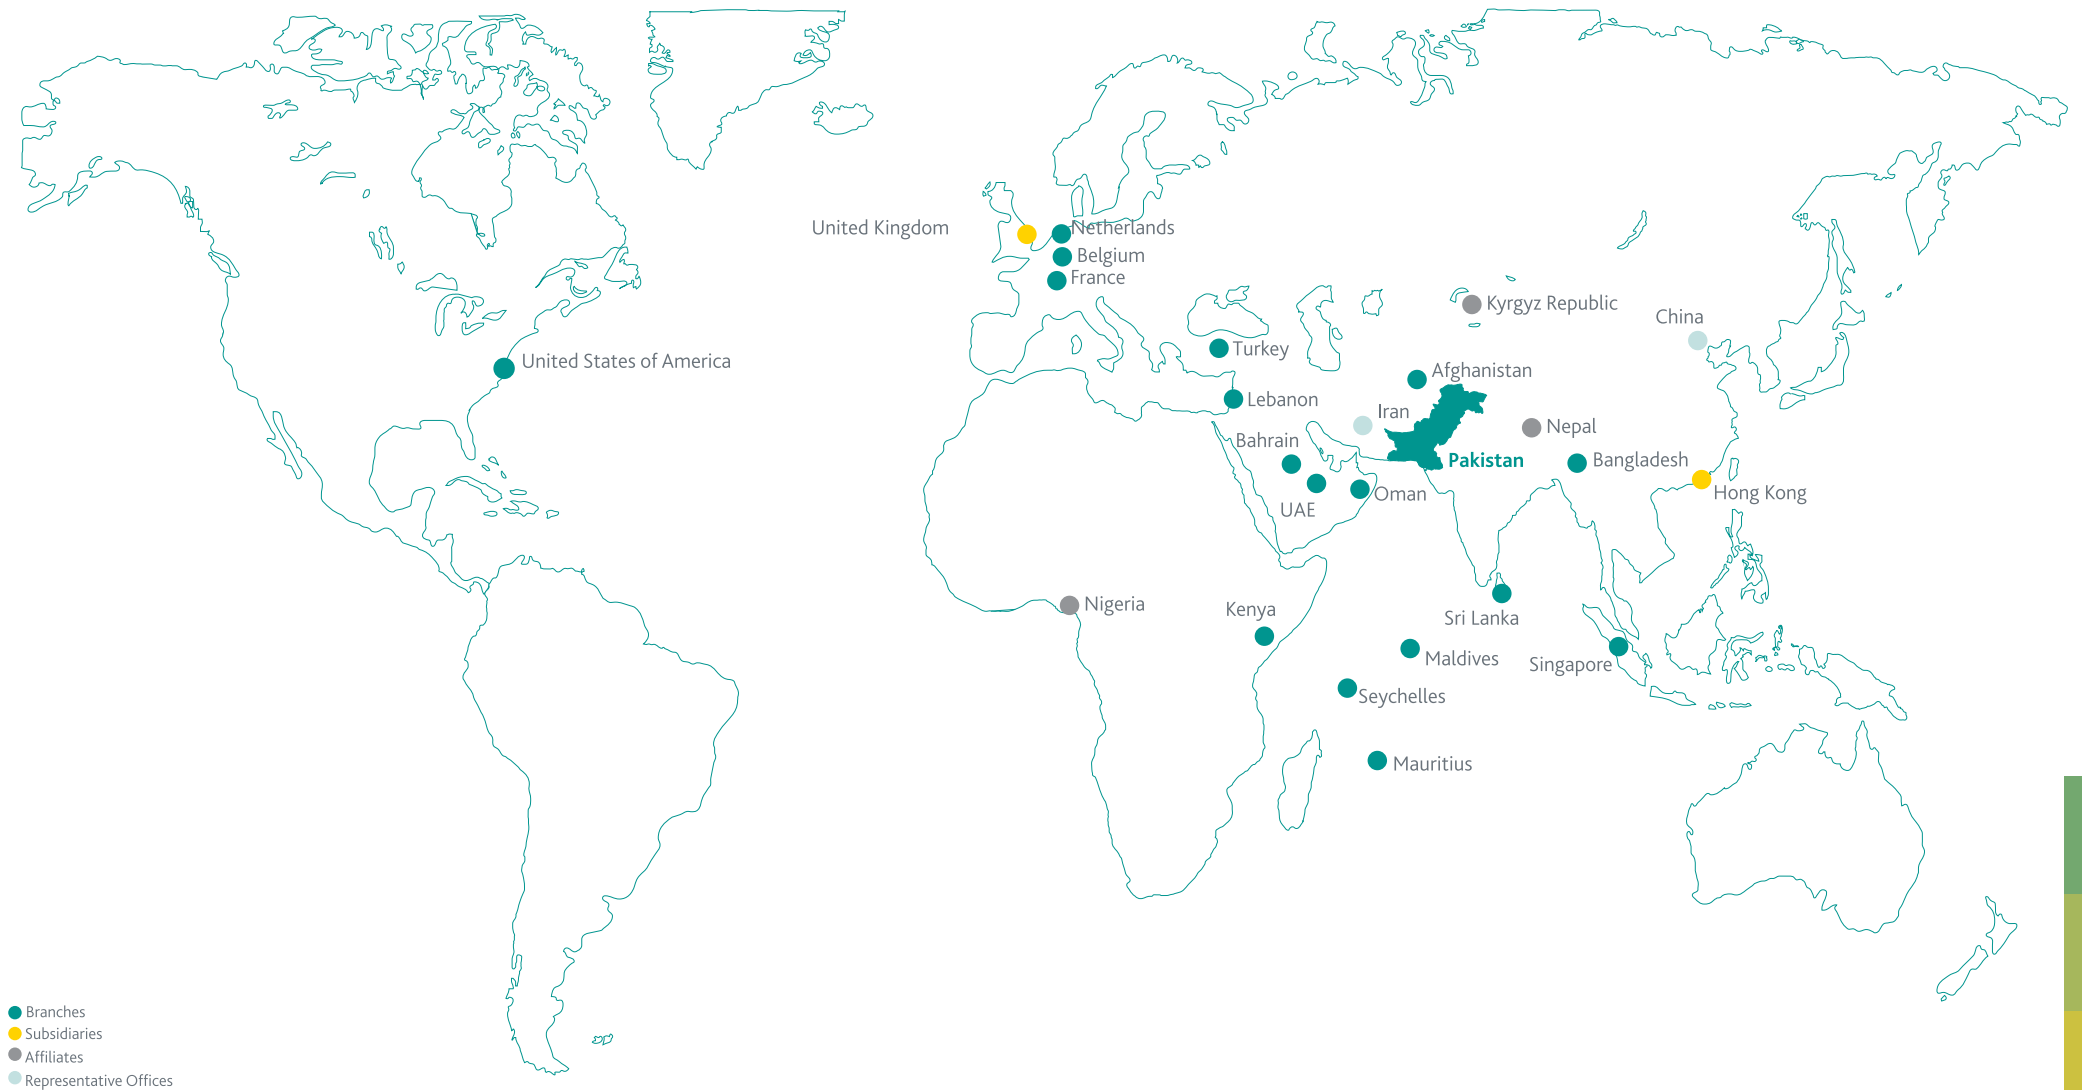 United Kingdom
Netherlands
Belgium
France
Kyrgyz Republic
China
Turkey
United States of America
Afghanistan
Lebanon
Iran
Nepal
Bahrain
Pakistan
Bangladesh
Oman
Hong Kong
UAE
Nigeria
Kenya
Sri Lanka
Maldives
Singapore
Seychelles
Mauritius
Branches
Subsidiaries
Affiliates
Representative Offices